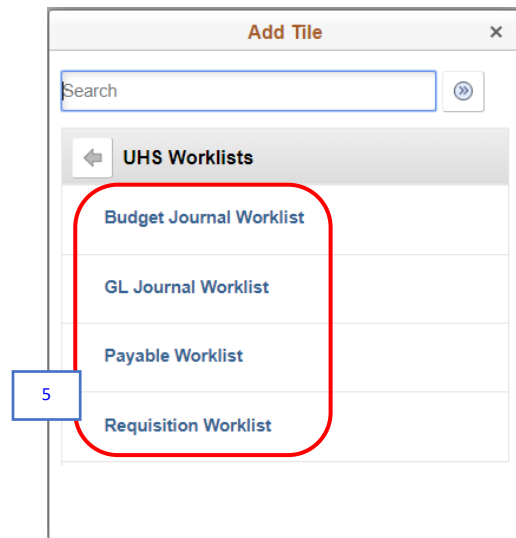 Add Tile ×
Search
UHS Worklists
Budget Journal Worklist
GL Journal Worklist
Payable Worklist
5
Requisition Worklist